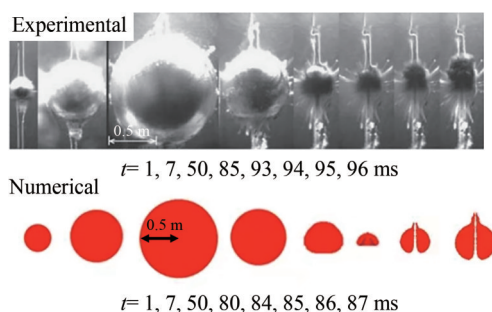 Experimental
0.5 m
t= 1, 7, 50, 85, 93, 94, 95, 96 ms
Numerical
0.5 m
t= 1, 7, 50, 80, 84, 85, 86, 87 ms